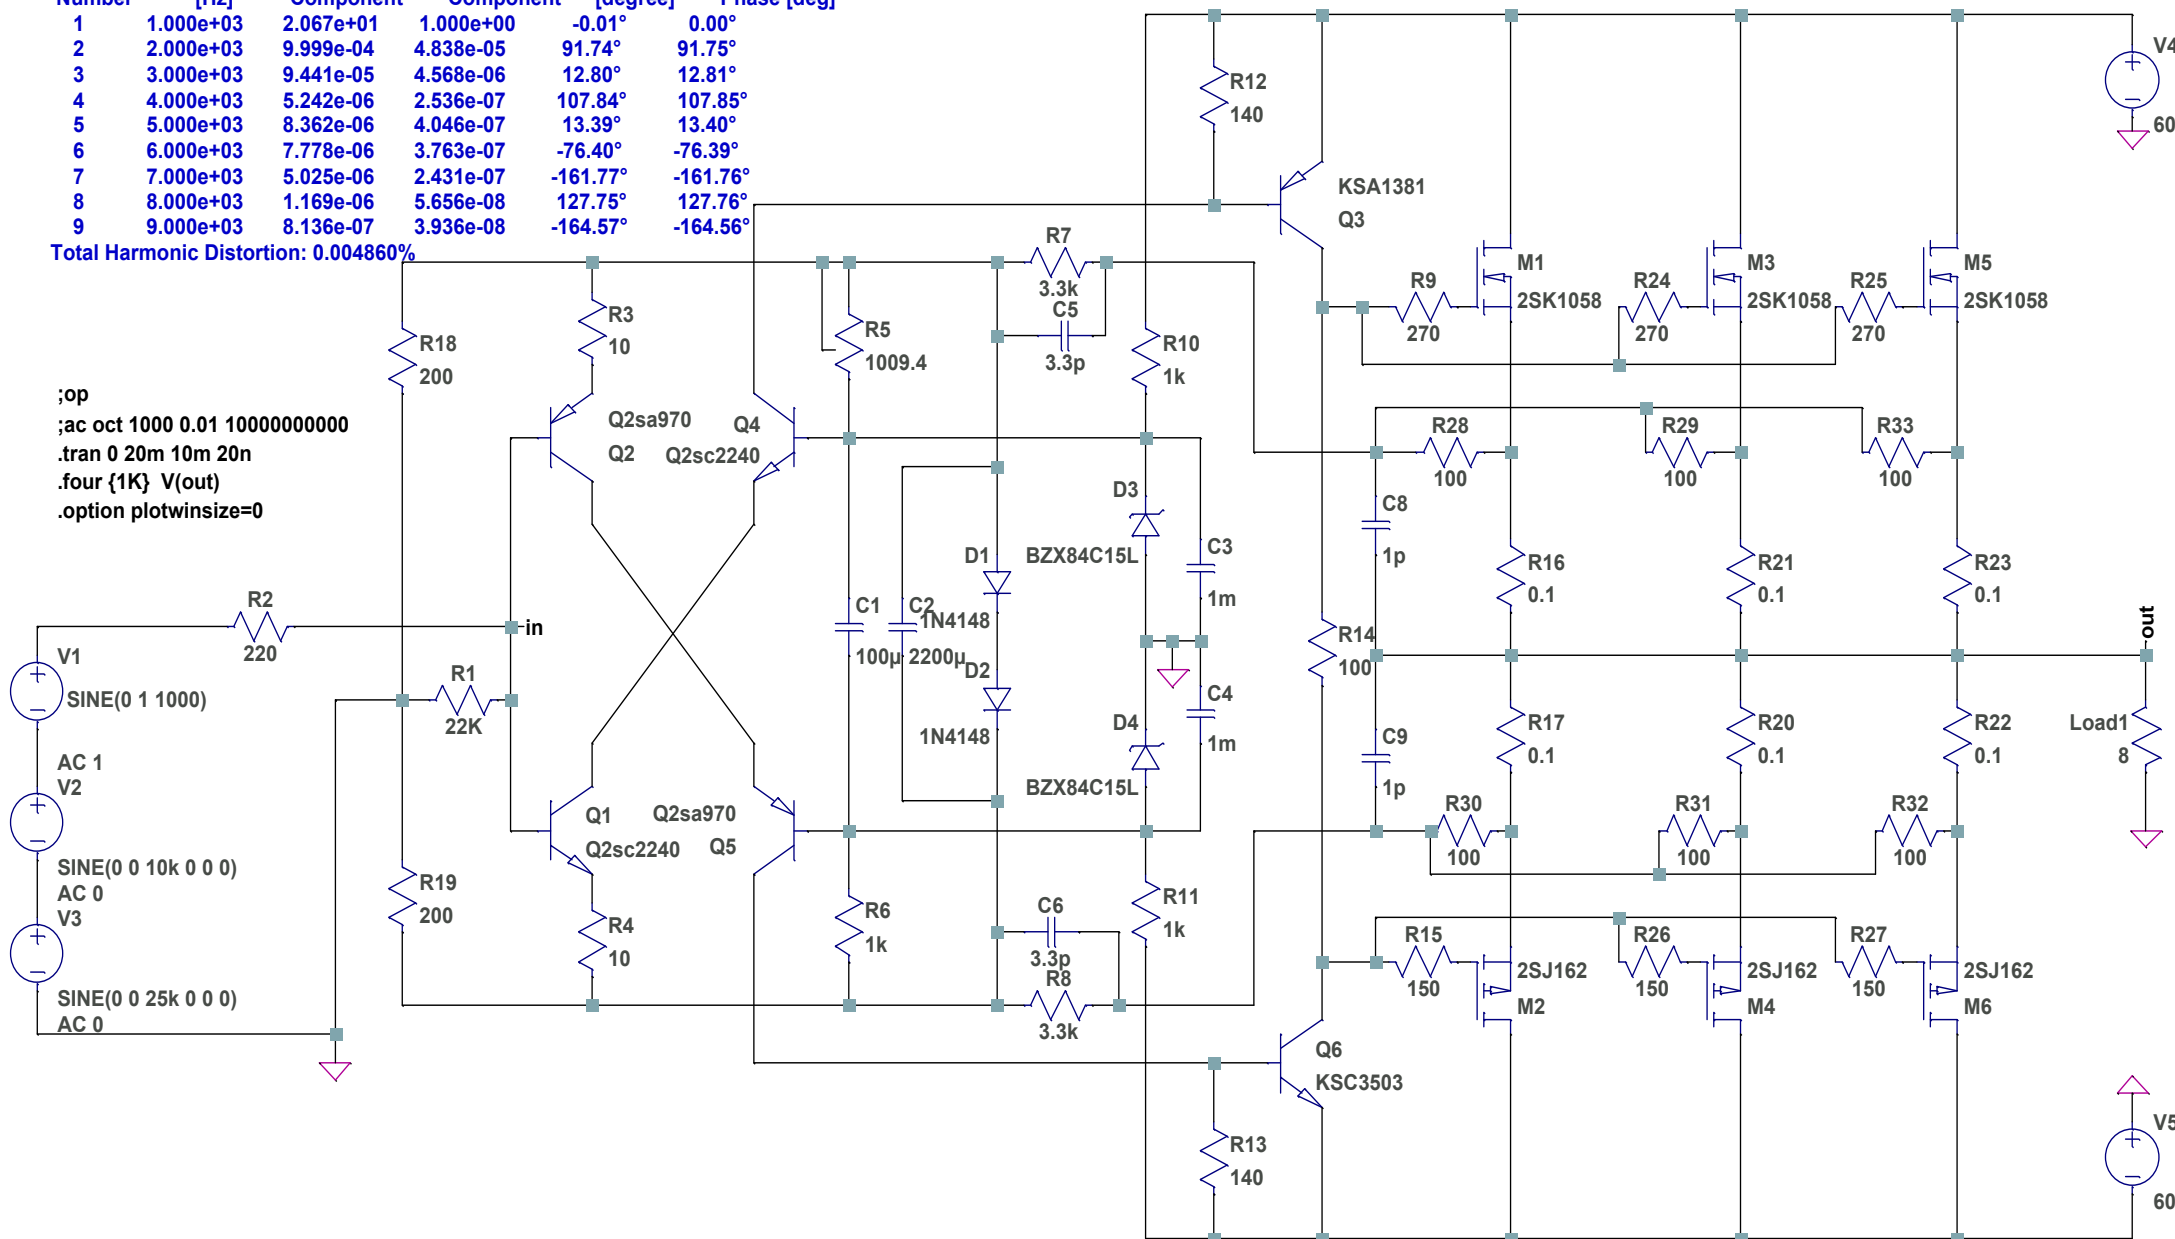 Number [Hz] Component Component [degree] Phase [deg]
1 1.000e+03 2.067e+01 1.000e+00 -0.01° 0.00°
2 2.000e+03 9.999e-04 4.838e-05 91.74° 91.75°
3 3.000e+03 9.441e-05 4.568e-06 12.80° 12.81°
4 4.000e+03 5.242e-06 2.536e-07 107.84° 107.85°
5 5.000e+03 8.362e-06 4.046e-07 13.39° 13.40°
6 6.000e+03 7.778e-06 3.763e-07 -76.40° -76.39°
7 7.000e+03 5.025e-06 2.431e-07 -161.77° -161.76°
8 8.000e+03 1.169e-06 5.656e-08 127.75° 127.76°
9 9.000e+03 8.136e-07 3.936e-08 -164.57° -164.56°
Total Harmonic Distortion: 0.004860%
;op
;ac oct 1000 0.01 10000000000
.tran 0 20m 10m 20n
.four {1K} V(out)
.option plotwinsize=0
R12
140
V4
60
KSA1381
Q3
R7
3.3k
C5
3.3p
R9
270
M1
2SK1058
R24
270
M3
2SK1058
R25
270
M5
2SK1058
R18
200
R3
10
R5
1009.4
R10
1k
Q2sa970
Q2
Q4
Q2sc2240
R28
100
R29
100
R33
100
D3
BZX84C15L
C8
1p
C3
1m
D1
1N4148
R16
0.1
R21
0.1
R23
0.1
C1
100µ
C2
2200µ
R2
220
in
R14
100
out
V1
SINE(0 1 1000)
AC 1
R1
22K
D2
1N4148
C4
1m
D4
BZX84C15L
C9
1p
R17
0.1
R20
0.1
R22
0.1
Load1
8
V2
SINE(0 0 10k 0 0 0)
AC 0
Q1
Q2sc2240
Q2sa970
Q5
R30
100
R31
100
R32
100
R19
200
R4
10
R6
1k
C6
3.3p
R8
3.3k
R11
1k
V3
SINE(0 0 25k 0 0 0)
AC 0
R15
150
2SJ162
M2
R26
150
2SJ162
M4
R27
150
2SJ162
M6
Q6
KSC3503
R13
140
V5
60